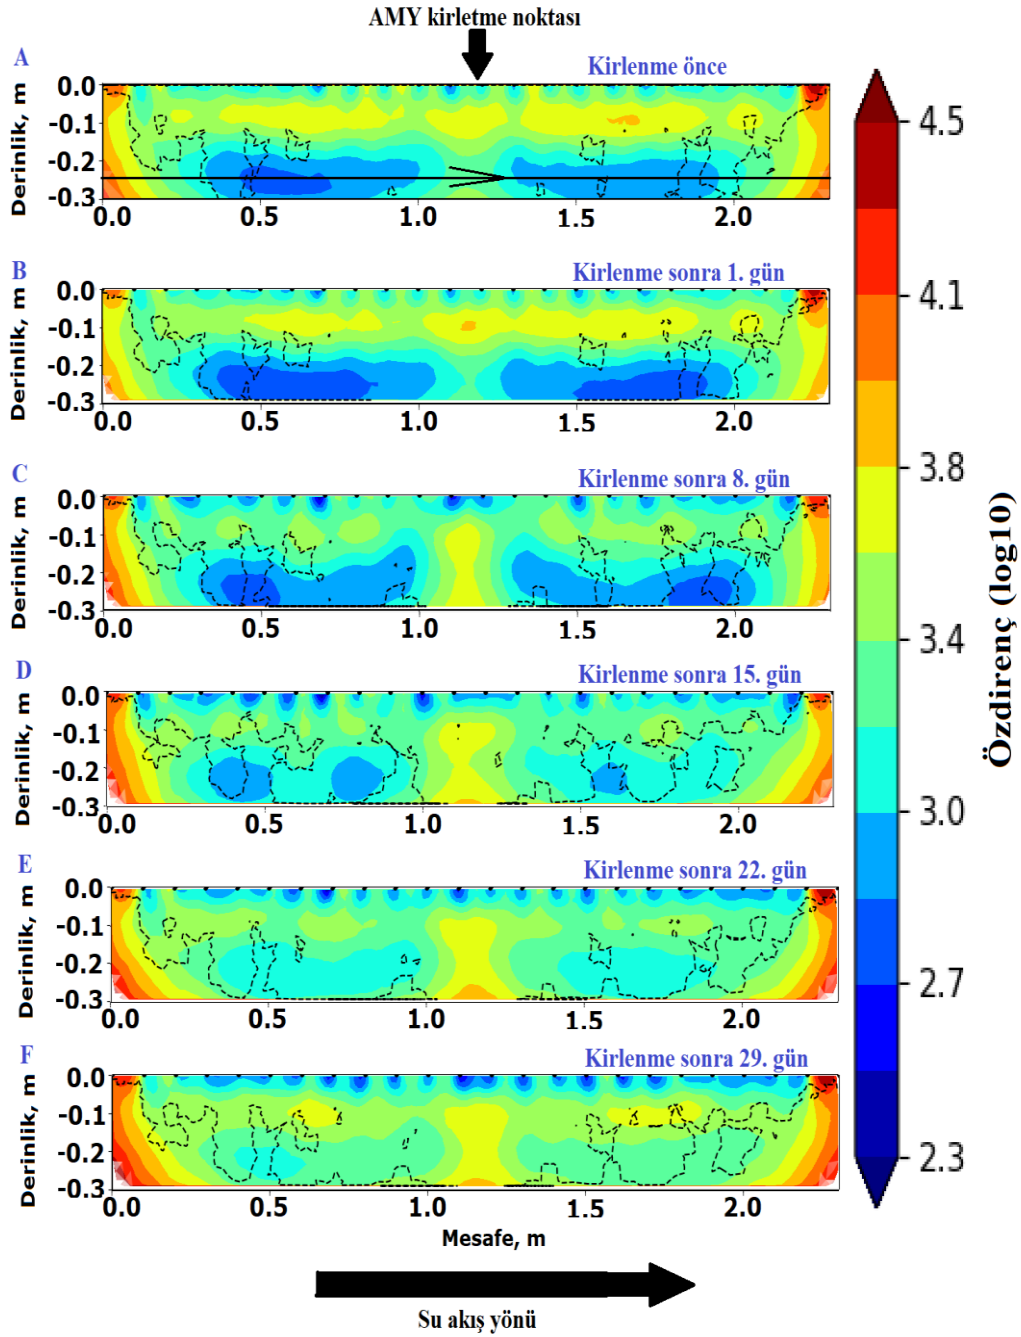 AMY kirletme noktası
A
Kirlenme önce
Derinlik, m
0.0
-0.1
-0.2
-0.3
0.0 0.5 1.0 1.5 2.0
B
Kirlenme sonra 1. gün
Derinlik, m
0.0
-0.1
-0.2
-0.3
0.0 0.5 1.0 1.5 2.0
C
Kirlenme sonra 8. gün
Derinlik, m
0.0
-0.1
-0.2
-0.3
0.0 0.5 1.0 1.5 2.0
D
Kirlenme sonra 15. gün
Derinlik, m
0.0
-0.1
-0.2
-0.3
0.0 0.5 1.0 1.5 2.0
E
Kirlenme sonra 22. gün
Derinlik, m
0.0
-0.1
-0.2
-0.3
0.0 0.5 1.0 1.5 2.0
F
Kirlenme sonra 29. gün
Derinlik, m
0.0
-0.1
-0.2
-0.3
0.0 0.5 1.0 1.5 2.0
Mesafe, m
Su akış yönü
4.5
4.1
3.8
3.4
3.0
2.7
2.3
Özdirenç (log10)